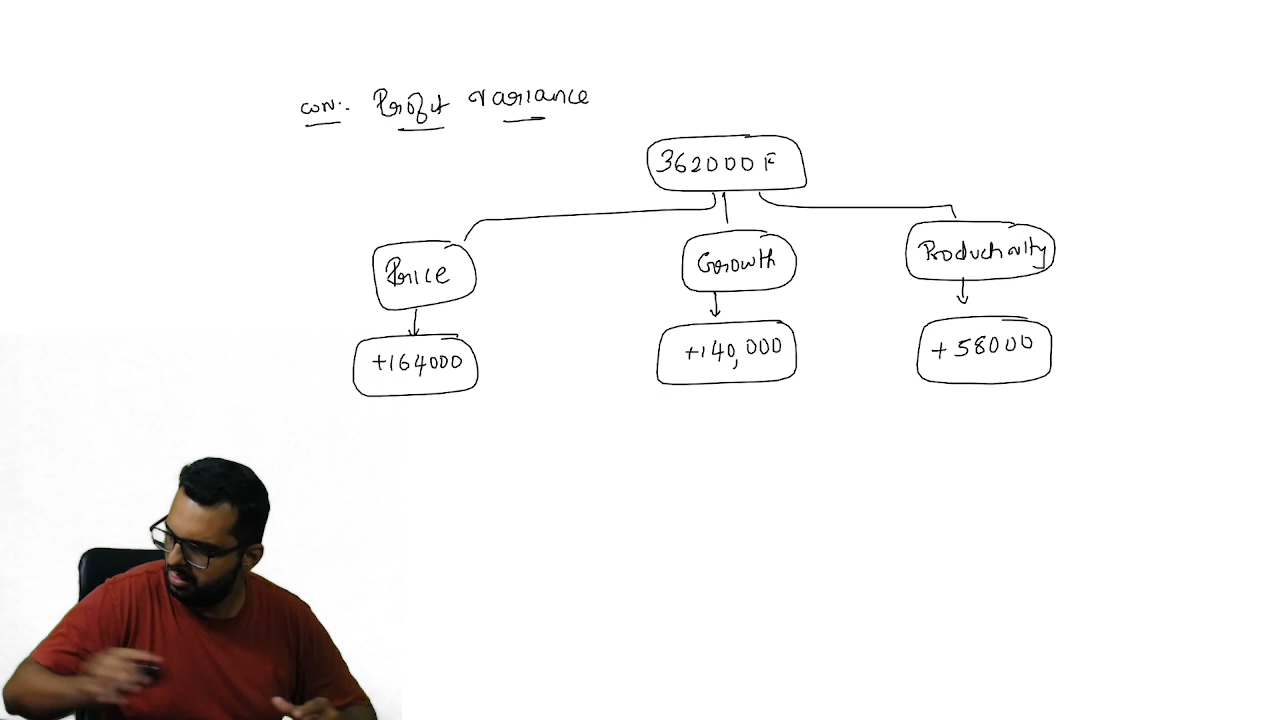 con:. Profit variance
362000 F
Price
Growth
Productivity
+164000
+140,000
+58000